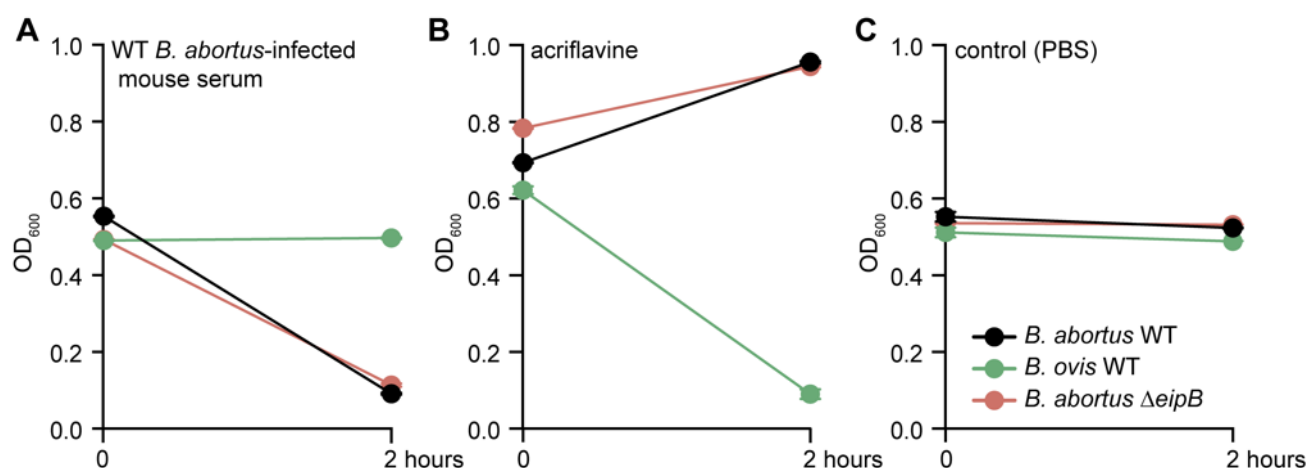 A
WT B. abortus-infected
mouse serum
1.0
0.8
0.6
0.4
0.2
0.0
OD600
0
2 hours
B
acriflavine
1.0
0.8
0.6
0.4
0.2
0.0
OD600
0
2 hours
C
control (PBS)
1.0
0.8
0.6
0.4
0.2
0.0
OD600
0
2 hours
B. abortus WT
B. ovis WT
B. abortus ΔeipB